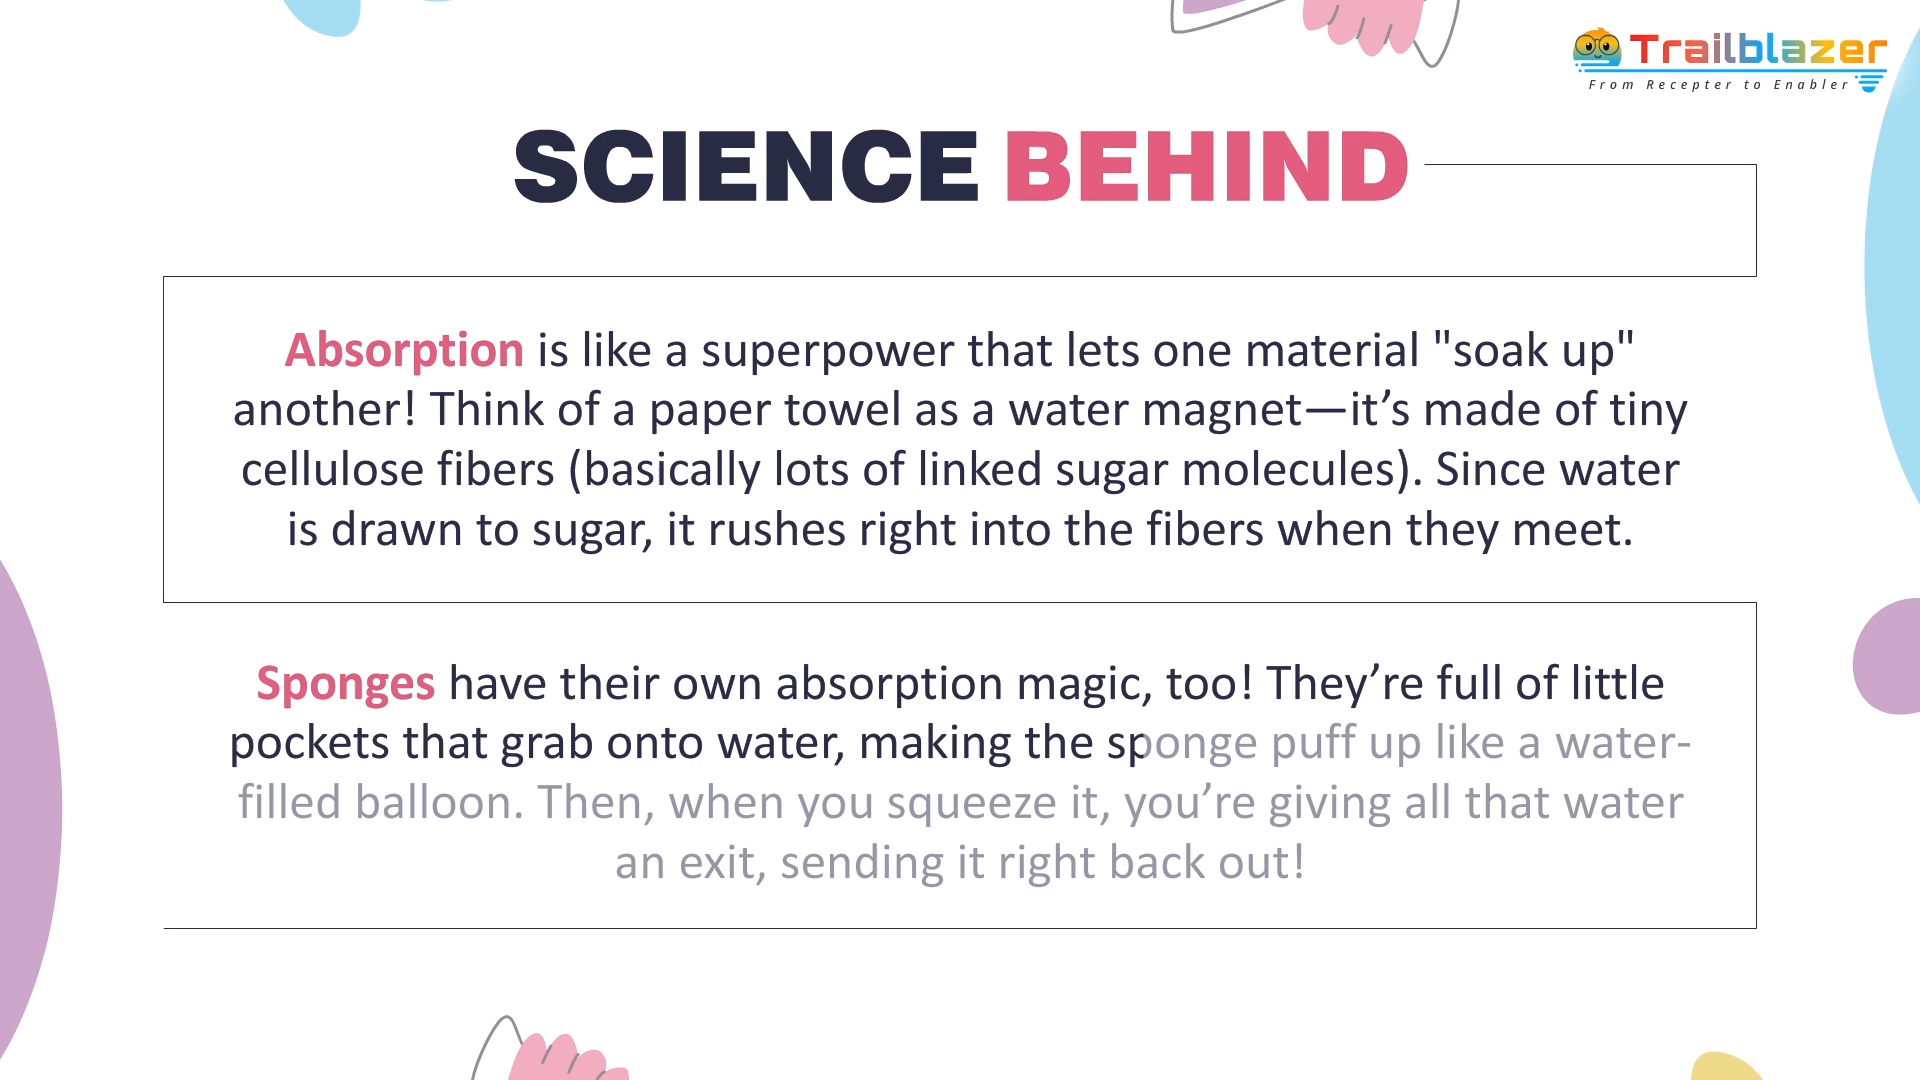 Trailblazer
From Recepter to Enabler
SCIENCE BEHIND
Absorption is like a superpower that lets one material "soak up"
another! Think of a paper towel as a water magnet—it’s made of tiny
cellulose fibers (basically lots of linked sugar molecules). Since water
is drawn to sugar, it rushes right into the fibers when they meet.
Sponges have their own absorption magic, too! They’re full of little
pockets that grab onto water, making the sponge puff up like a water-
filled balloon. Then, when you squeeze it, you’re giving all that water
an exit, sending it right back out!